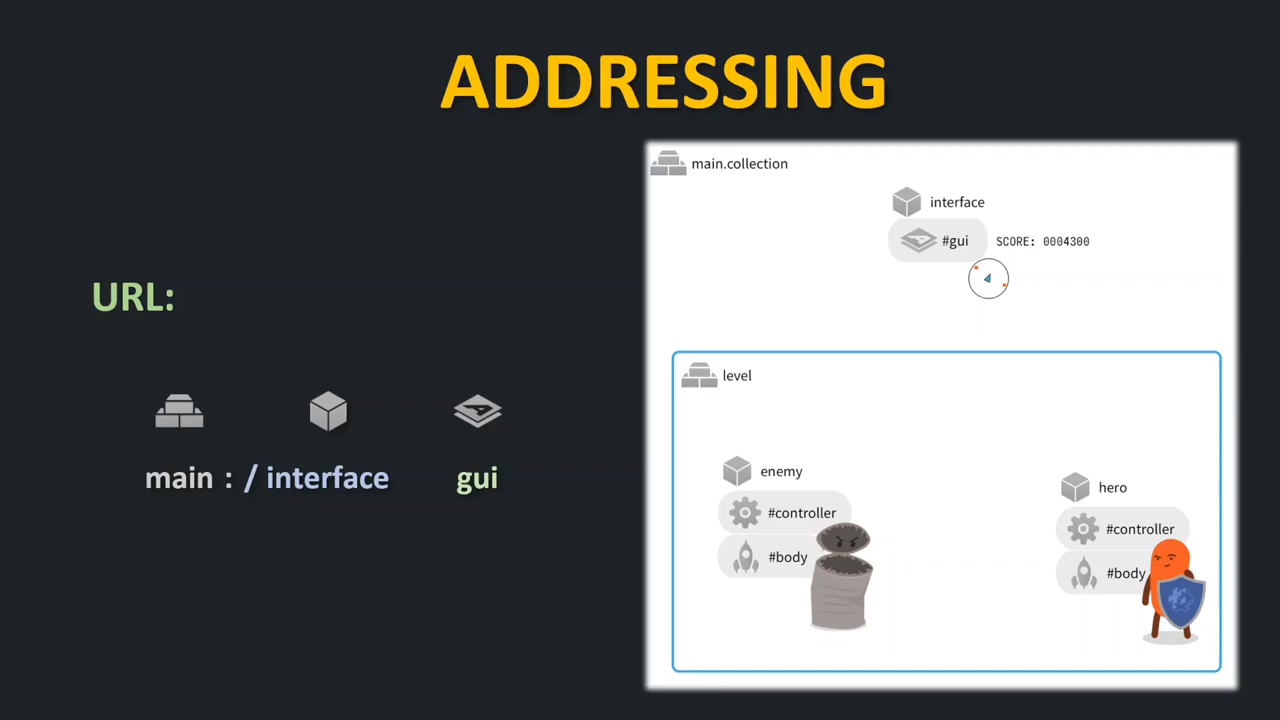 ADDRESSING
URL:
main : / interface gui
main.collection
interface
#gui SCORE: 0004300
level
enemy
#controller
#body
hero
#controller
#body